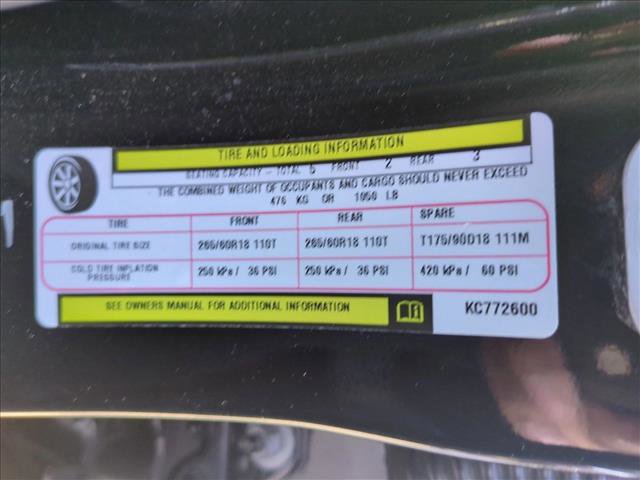 TIRE AND LOADING INFORMATION
SEATING CAPACITY - TOTAL 5 FRONT 2 REAR 3
THE COMBINED WEIGHT OF OCCUPANTS AND CARGO SHOULD NEVER EXCEED
476 KG OR 1050 LB
TIRE FRONT REAR SPARE
ORIGINAL TIRE SIZE 265/60R18 110T 265/60R18 110T T175/90D18 111M
COLD TIRE INFLATION PRESSURE 250 kPa / 36 PSI 250 kPa / 36 PSI 420 kPa / 60 PSI
SEE OWNERS MANUAL FOR ADDITIONAL INFORMATION KC772600